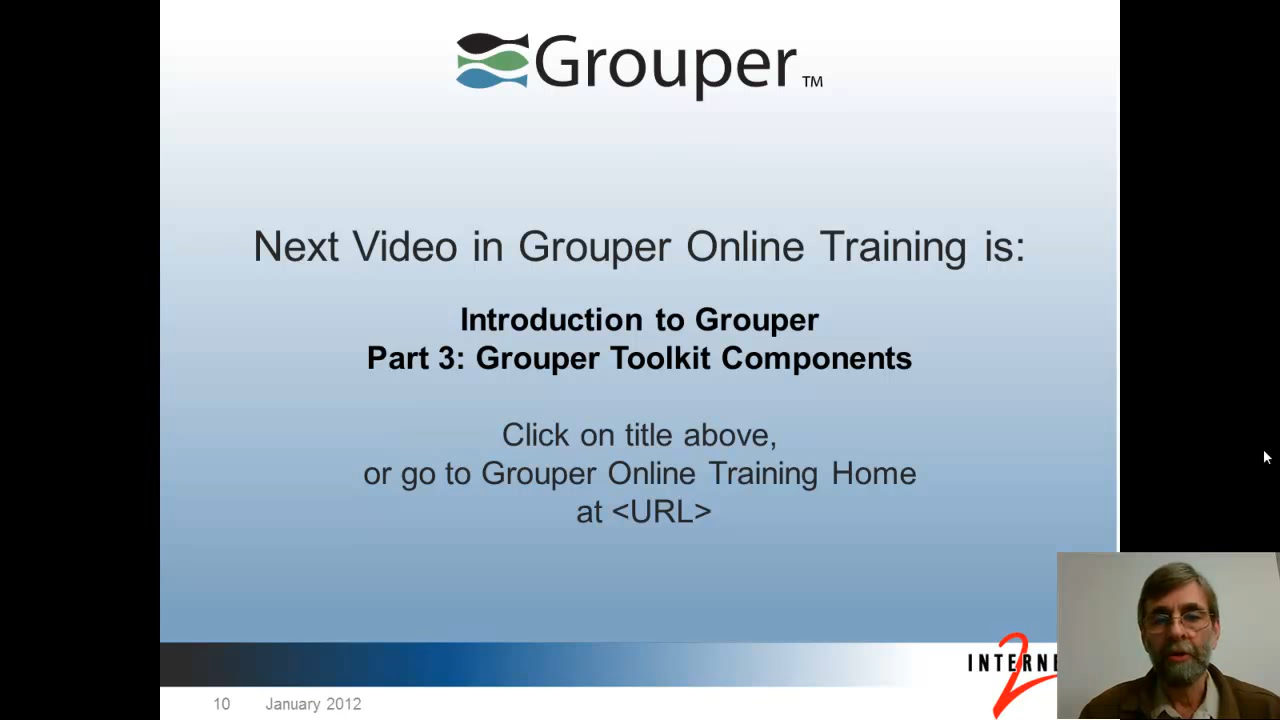 Grouper TM
Next Video in Grouper Online Training is:
Introduction to Grouper
Part 3: Grouper Toolkit Components
Click on title above,
or go to Grouper Online Training Home
at <URL>
INTERNE
2
10 January 2012